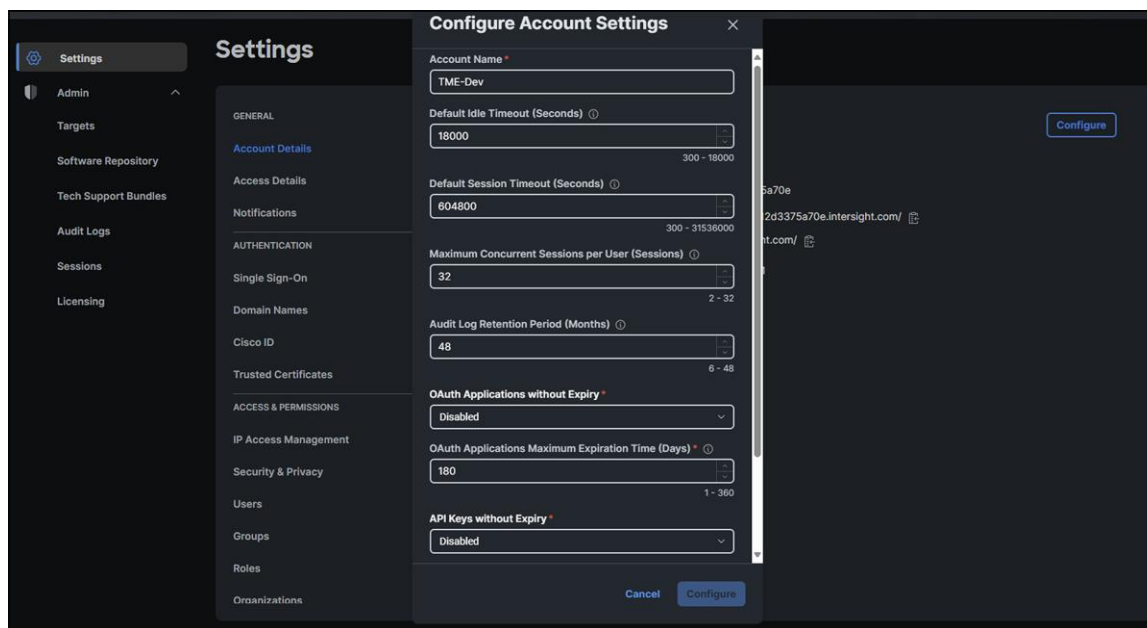 Settings
Admin
Targets
Software Repository
Tech Support Bundles
Audit Logs
Sessions
Licensing
Settings
GENERAL
Account Details
Access Details
Notifications
AUTHENTICATION
Single Sign-On
Domain Names
Cisco ID
Trusted Certificates
ACCESS & PERMISSIONS
IP Access Management
Security & Privacy
Users
Groups
Roles
Organizations
Configure Account Settings
Account Name *
TME-Dev
Default Idle Timeout (Seconds)
18000
300 - 18000
Default Session Timeout (Seconds)
604800
300 - 31536000
Maximum Concurrent Sessions per User (Sessions)
32
2 - 32
Audit Log Retention Period (Months)
48
6 - 48
OAuth Applications without Expiry *
Disabled
OAuth Applications Maximum Expiration Time (Days) *
180
1 - 360
API Keys without Expiry *
Disabled
Cancel
Configure
Configure
5a70e
2d3375a70e.intersight.com/
ht.com/